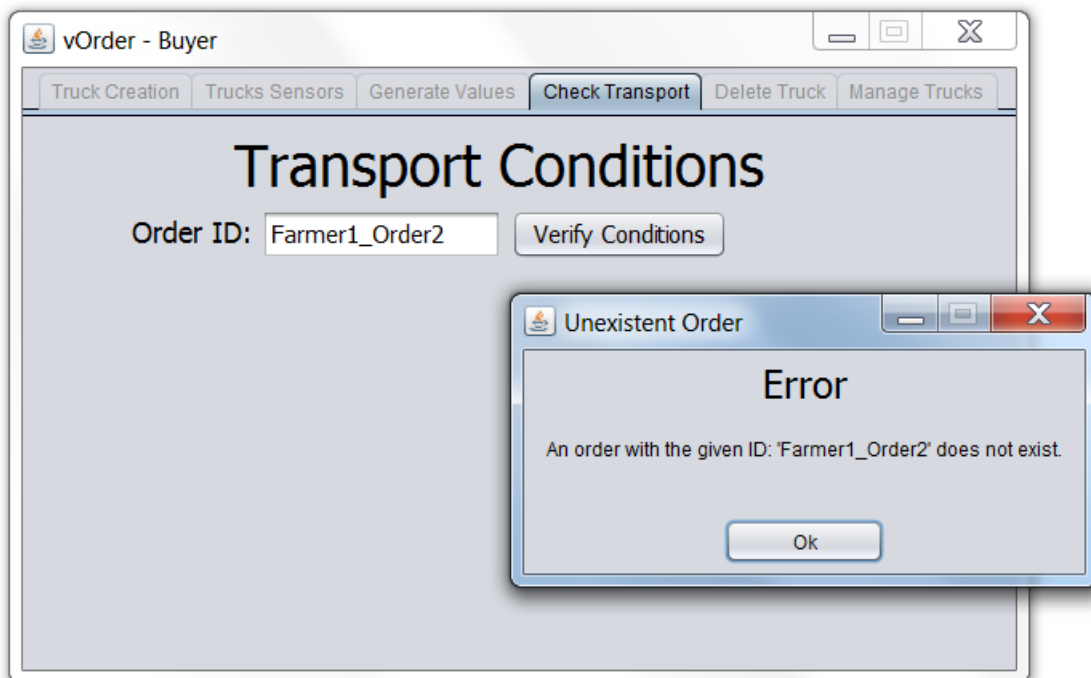 vOrder - Buyer
Truck Creation Trucks Sensors Generate Values Check Transport Delete Truck Manage Trucks
Transport Conditions
Order ID: Farmer1_Order2 Verify Conditions
Unexistent Order
Error
An order with the given ID: 'Farmer1_Order2' does not exist.
Ok